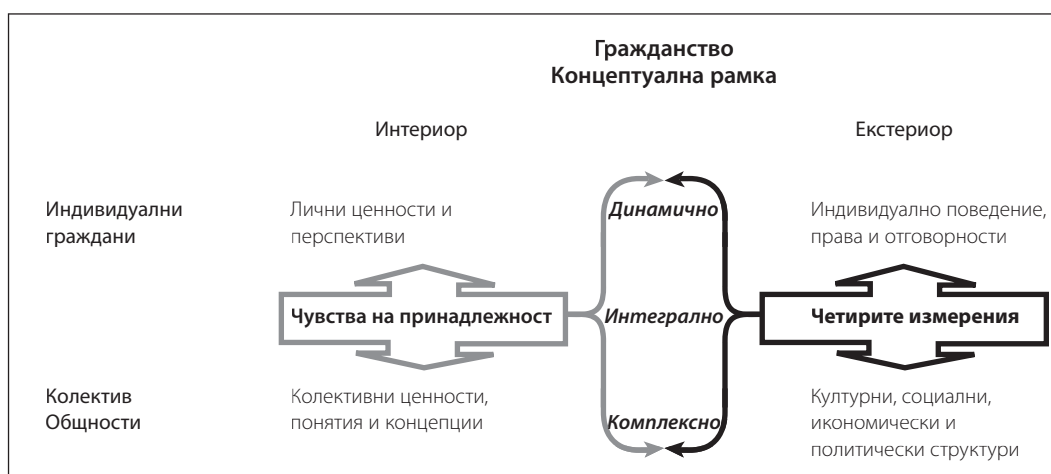 Гражданство
Концептуална рамка
Интериор
Екстериор
Индивидуални
граждани
Лични ценности и
перспективи
Динамично
Индивидуално поведение,
права и отговорности
Чувства на принадлежност
Интегрално
Четирите измерения
Колектив
Общности
Колективни ценности,
понятия и концепции
Комплексно
Културни, социални,
икономически и
политически структури